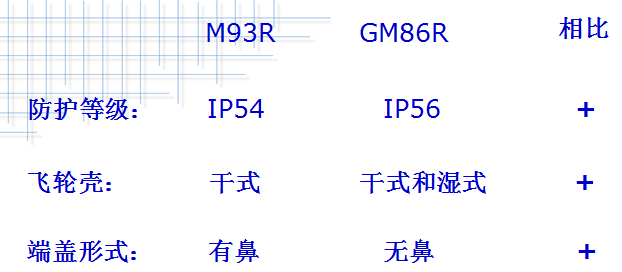 M93R GM86R 相比
防护等级: IP54 IP56 +
飞轮壳: 干式 干式和湿式 +
端盖形式: 有鼻 无鼻 +